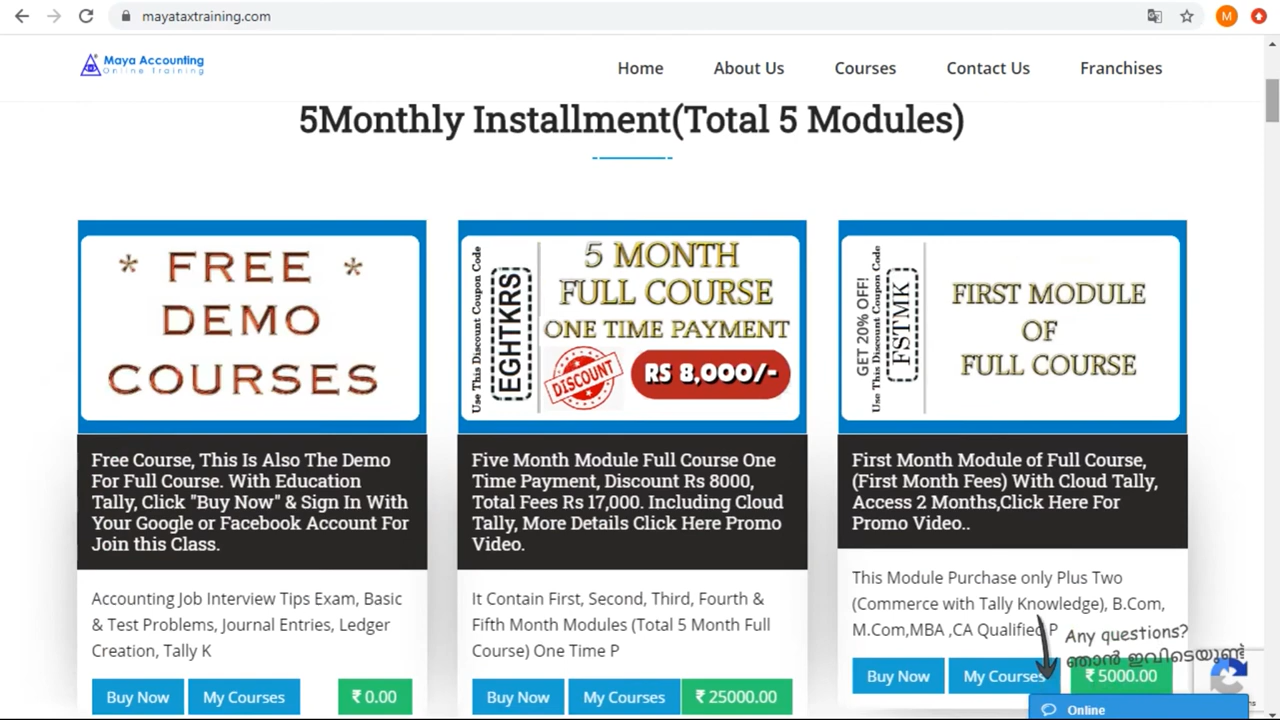 mayataxtraining.com
M
Maya Accounting
Online Training
Home
About Us
Courses
Contact Us
Franchises
5Monthly Installment(Total 5 Modules)
* FREE *
DEMO
COURSES
Free Course, This Is Also The Demo
For Full Course. With Education
Tally, Click "Buy Now" & Sign In With
Your Google or Facebook Account For
Join this Class.
Accounting Job Interview Tips Exam, Basic
& Test Problems, Journal Entries, Ledger
Creation, Tally K
Buy Now
My Courses
₹ 0.00
Use This Discount Coupon Code
EGHTKRS
5 MONTH
FULL COURSE
ONE TIME PAYMENT
DISCOUNT
RS 8,000/-
Five Month Module Full Course One
Time Payment, Discount Rs 8000,
Total Fees Rs 17,000. Including Cloud
Tally, More Details Click Here Promo
Video.
It Contain First, Second, Third, Fourth &
Fifth Month Modules (Total 5 Month Full
Course) One Time P
Buy Now
My Courses
₹ 25000.00
GET 20% OFF!
Use This Discount Coupon Code
FSTMK
FIRST MODULE
OF
FULL COURSE
First Month Module of Full Course,
(First Month Fees) With Cloud Tally,
Access 2 Months,Click Here For
Promo Video..
This Module Purchase only Plus Two
(Commerce with Tally Knowledge), B.Com,
M.Com,MBA ,CA Qualified P
Buy Now
My Courses
₹ 5000.00
Any questions?
ഞാൻ ഇവിടെയുണ്ട്
Online